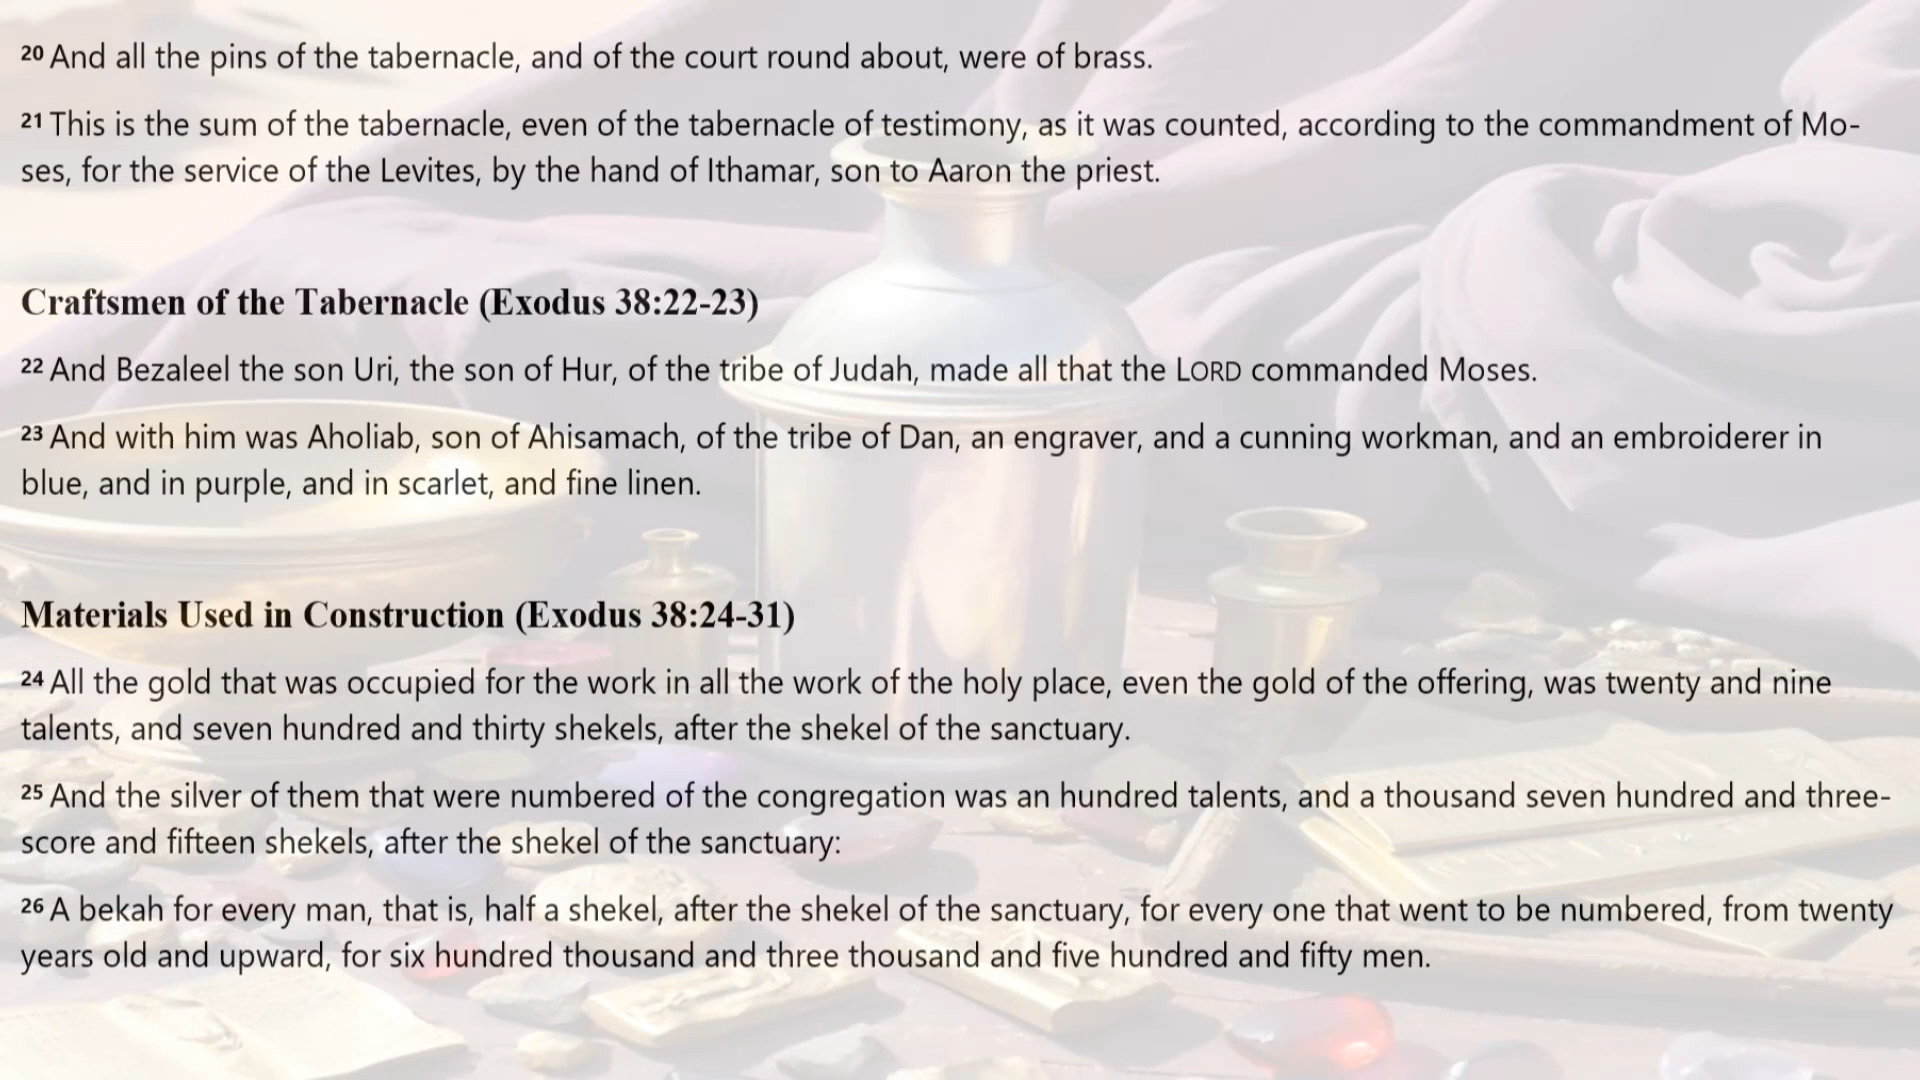 20 And all the pins of the tabernacle, and of the court round about, were of brass.
21 This is the sum of the tabernacle, even of the tabernacle of testimony, as it was counted, according to the commandment of Mo-
ses, for the service of the Levites, by the hand of Ithamar, son to Aaron the priest.
Craftsmen of the Tabernacle (Exodus 38:22-23)
22 And Bezaleel the son Uri, the son of Hur, of the tribe of Judah, made all that the LORD commanded Moses.
23 And with him was Aholiab, son of Ahisamach, of the tribe of Dan, an engraver, and a cunning workman, and an embroiderer in
blue, and in purple, and in scarlet, and fine linen.
Materials Used in Construction (Exodus 38:24-31)
24 All the gold that was occupied for the work in all the work of the holy place, even the gold of the offering, was twenty and nine
talents, and seven hundred and thirty shekels, after the shekel of the sanctuary.
25 And the silver of them that were numbered of the congregation was an hundred talents, and a thousand seven hundred and three-
score and fifteen shekels, after the shekel of the sanctuary:
26 A bekah for every man, that is, half a shekel, after the shekel of the sanctuary, for every one that went to be numbered, from twenty
years old and upward, for six hundred thousand and three thousand and five hundred and fifty men.